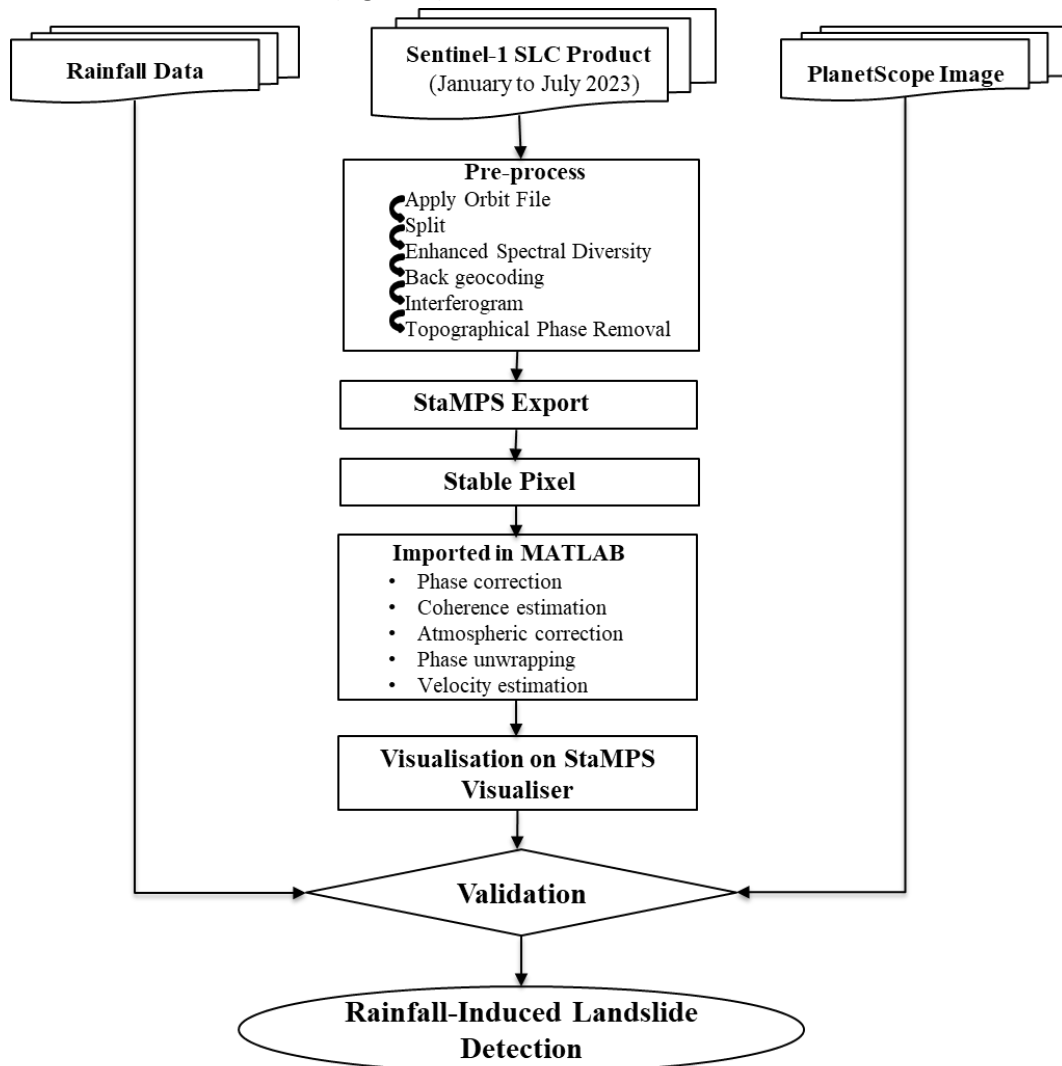 Rainfall Data
Sentinel-1 SLC Product
(January to July 2023)
PlanetScope Image
Pre-process
Apply Orbit File
Split
Enhanced Spectral Diversity
Back geocoding
Interferogram
Topographical Phase Removal
StaMPS Export
Stable Pixel
Imported in MATLAB
• Phase correction
• Coherence estimation
• Atmospheric correction
• Phase unwrapping
• Velocity estimation
Visualisation on StaMPS
Visualiser
Validation
Rainfall-Induced Landslide
Detection